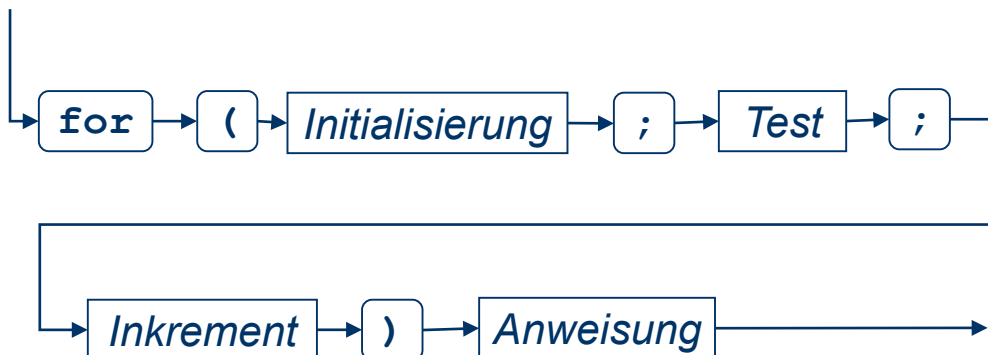 for ( Initialisierung ; Test ;
Inkrement ) Anweisung